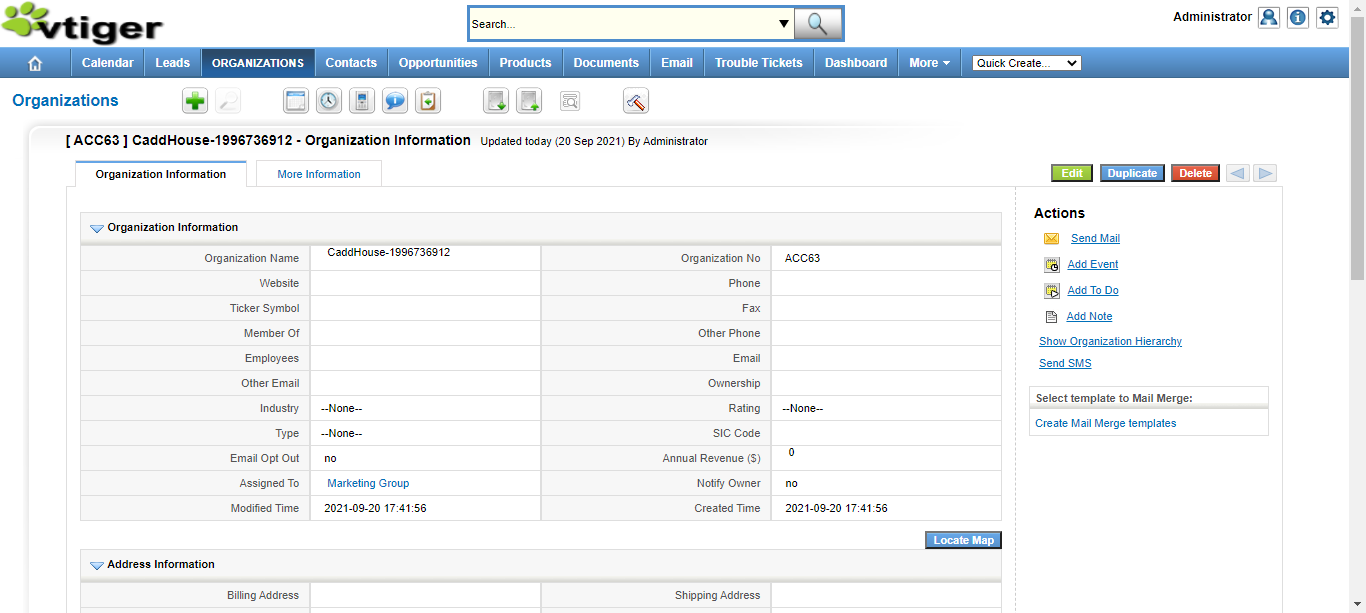 vtiger
Search...
Administrator
Calendar Leads ORGANIZATIONS Contacts Opportunities Products Documents Email Trouble Tickets Dashboard More Quick Create...
Organizations
[ ACC63 ] CaddHouse-1996736912 - Organization Information Updated today (20 Sep 2021) By Administrator
Organization Information More Information
Edit Duplicate Delete
Organization Information
Organization Name CaddHouse-1996736912 Organization No ACC63
Website Phone
Ticker Symbol Fax
Member Of Other Phone
Employees Email
Other Email Ownership
Industry --None-- Rating --None--
Type --None-- SIC Code
Email Opt Out no Annual Revenue ($) 0
Assigned To Marketing Group Notify Owner no
Modified Time 2021-09-20 17:41:56 Created Time 2021-09-20 17:41:56
Locate Map
Address Information
Billing Address Shipping Address
Actions
Send Mail
Add Event
Add To Do
Add Note
Show Organization Hierarchy
Send SMS
Select template to Mail Merge:
Create Mail Merge templates